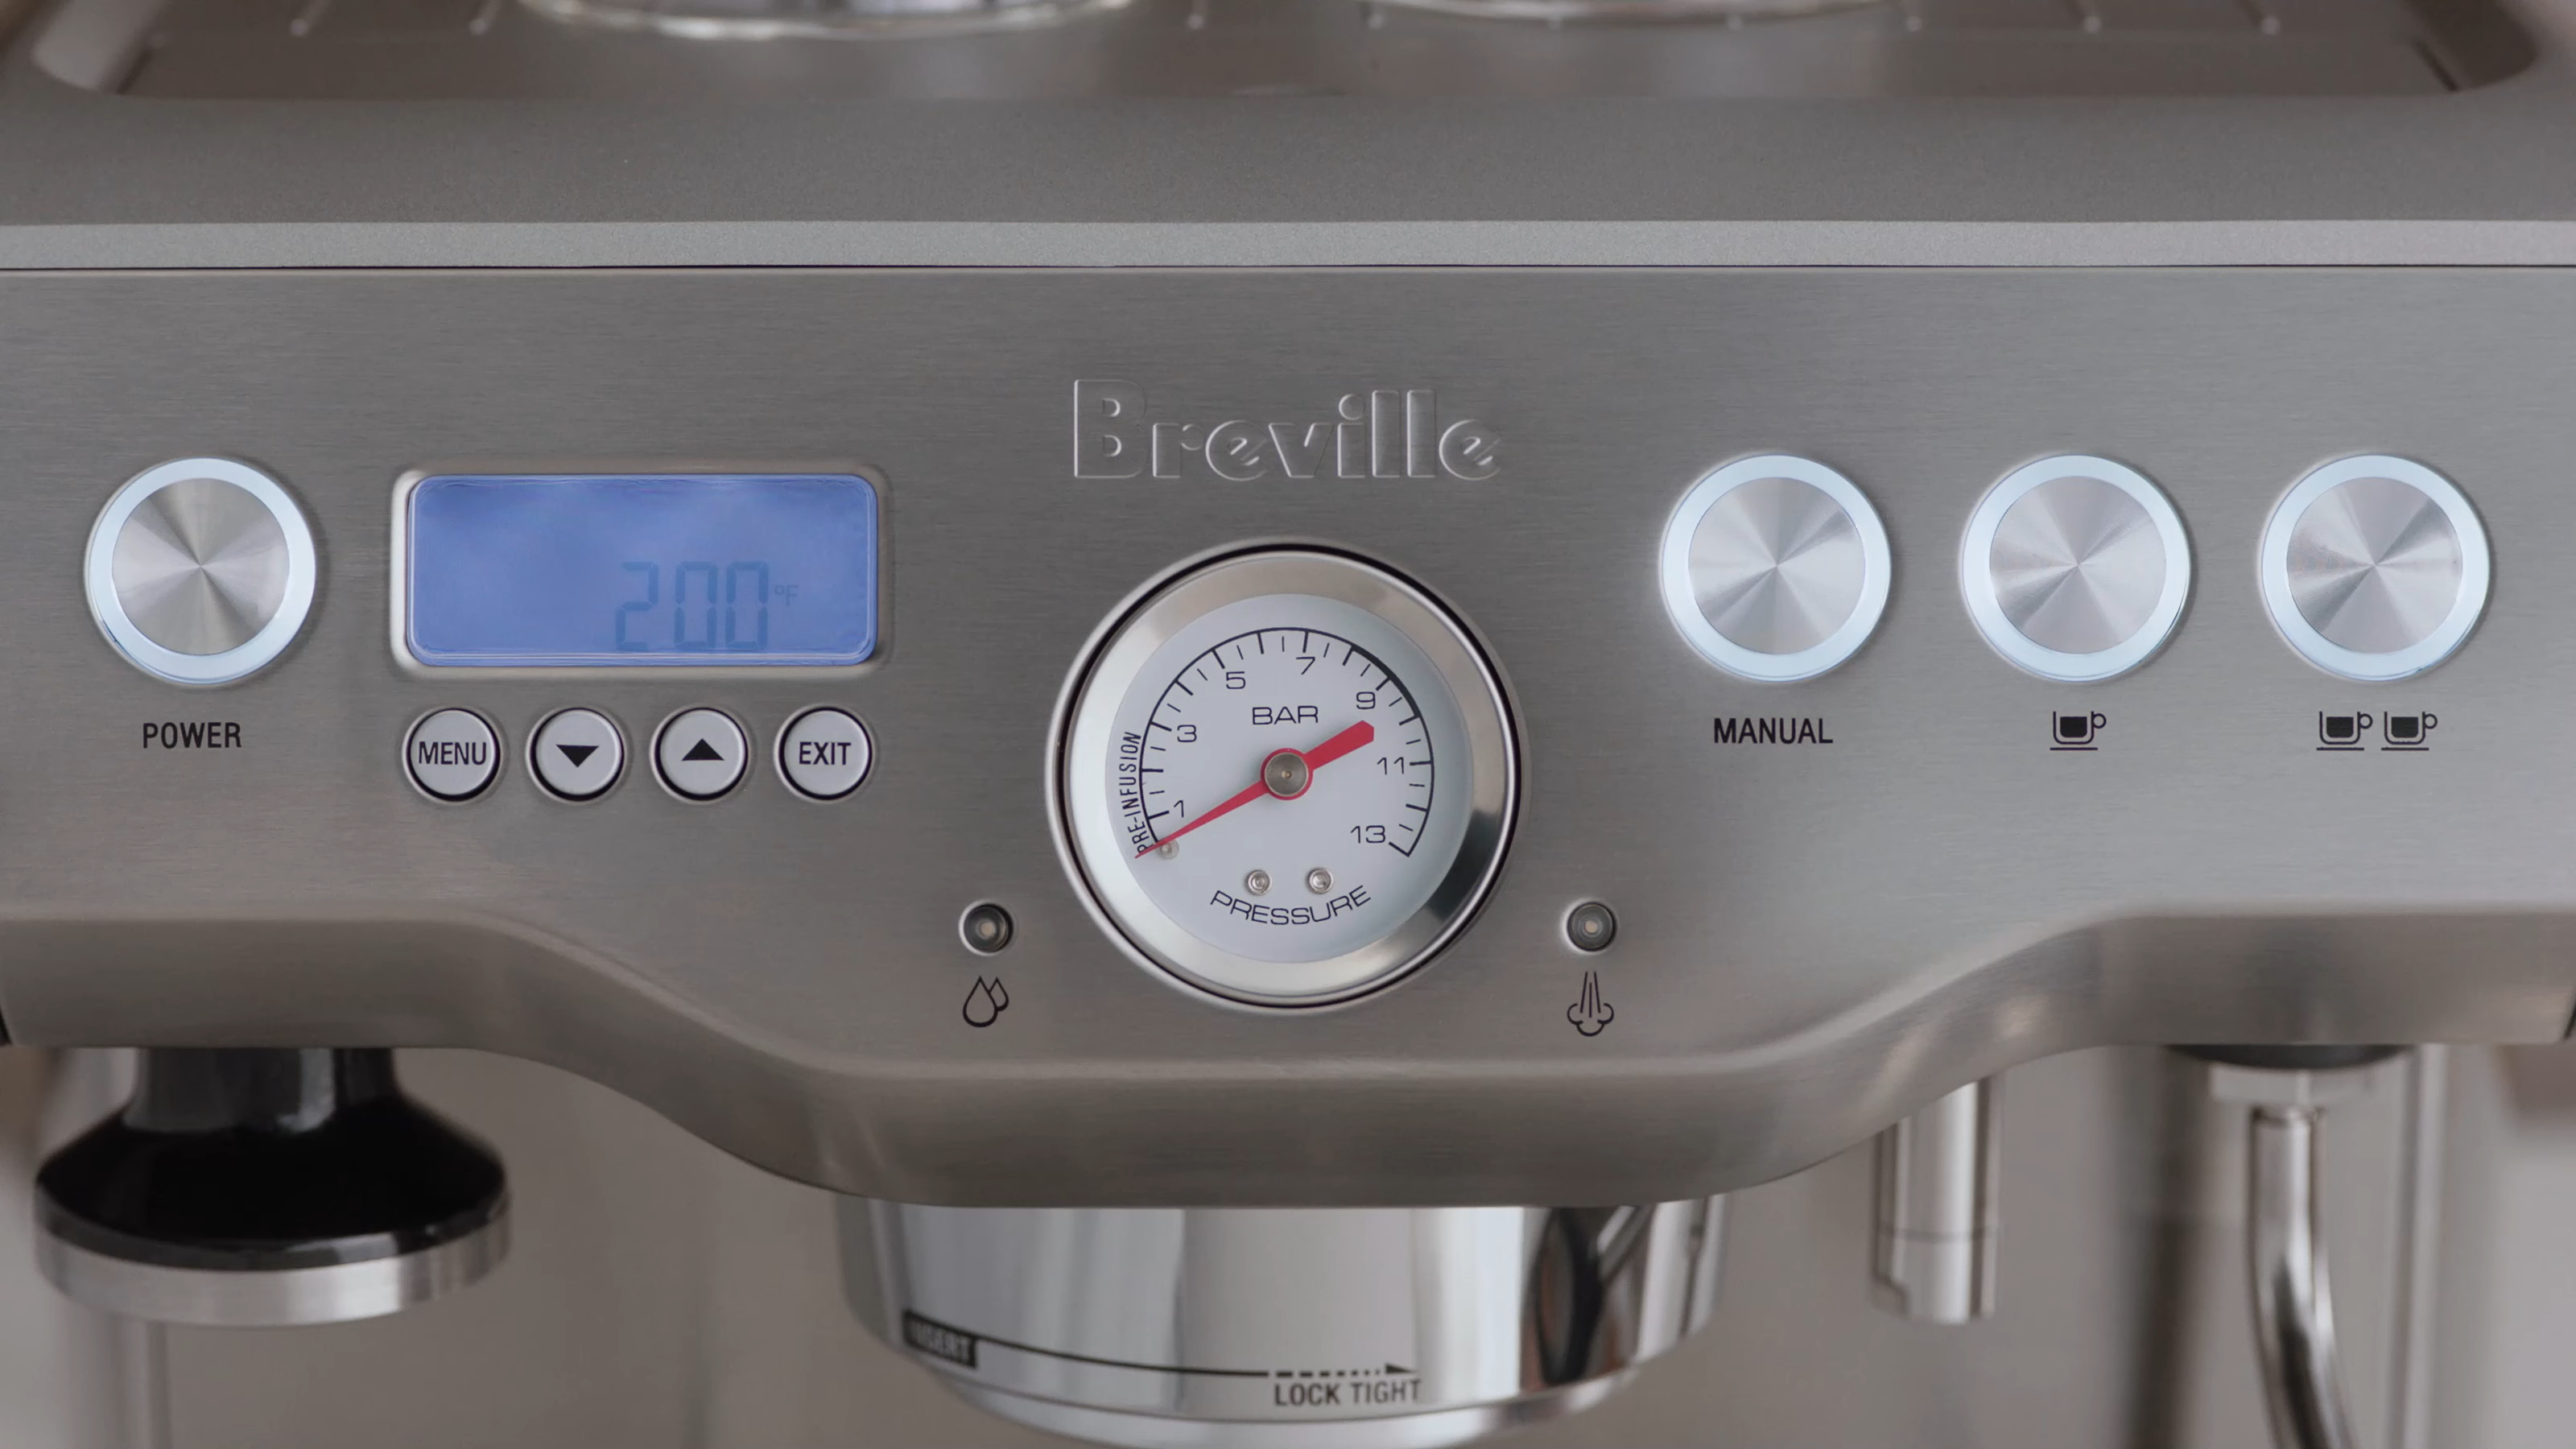 Breville
200°F
POWER
MENU
EXIT
MANUAL
BAR
1
3
5
7
9
11
13
PRE-INFUSION
PRESSURE
INSERT
LOCK TIGHT